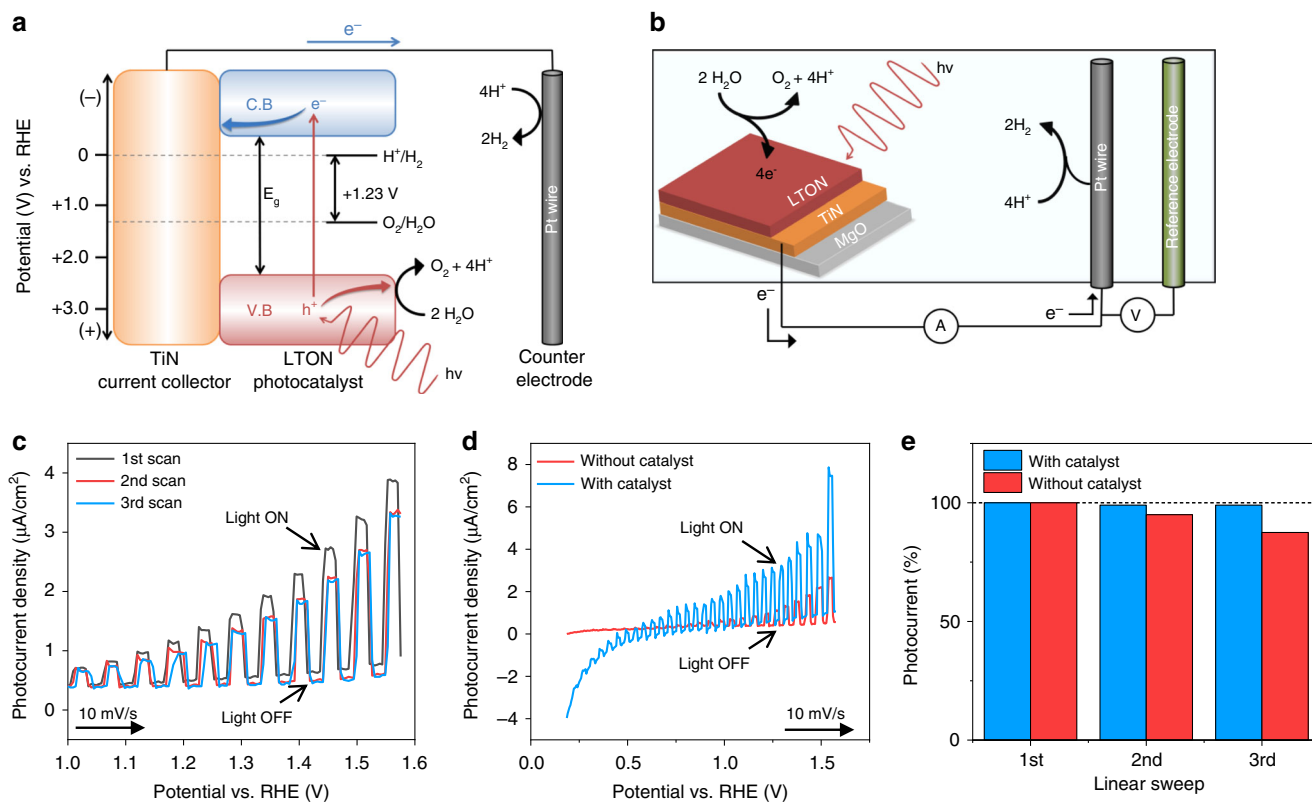 a
e⁻
(–)
0
+1.0
+2.0
+3.0
(+)
Potential (V) vs. RHE
C.B
e⁻
E_g
V.B
h⁺
H⁺/H₂
+1.23 V
O₂/H₂O
O₂ + 4H⁺
2 H₂O
hv
4H⁺
2H₂
Pt wire
TiN
current collector
LTON
photocatalyst
Counter
electrode
b
2 H₂O
O₂ + 4H⁺
hv
4e⁻
LTON
TiN
MgO
2H₂
4H⁺
Pt wire
Reference electrode
e⁻
A
e⁻
V
c
Photocurrent density (μA/cm²)
4
3
2
1
0
1st scan
2nd scan
3rd scan
Light ON
Light OFF
10 mV/s
1.0 1.1 1.2 1.3 1.4 1.5 1.6
Potential vs. RHE (V)
d
Photocurrent density (μA/cm²)
8
6
4
2
0
−2
−4
Without catalyst
With catalyst
Light ON
Light OFF
10 mV/s
0.0 0.5 1.0 1.5
Potential vs. RHE (V)
e
Photocurrent (%)
100
50
0
With catalyst
Without catalyst
1st 2nd 3rd
Linear sweep